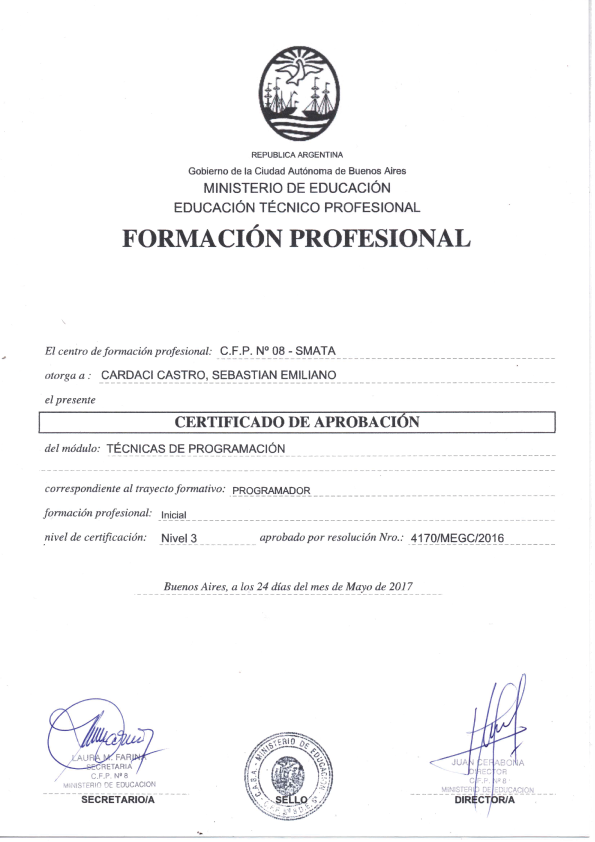 REPUBLICA ARGENTINA
Gobierno de la Ciudad Autónoma de Buenos Aires
MINISTERIO DE EDUCACIÓN
EDUCACIÓN TÉCNICO PROFESIONAL
FORMACIÓN PROFESIONAL
El centro de formación profesional: C.F.P. Nº 08 - SMATA
otorga a : CARDACI CASTRO, SEBASTIAN EMILIANO
el presente
CERTIFICADO DE APROBACIÓN
del módulo: TÉCNICAS DE PROGRAMACIÓN
correspondiente al trayecto formativo: PROGRAMADOR
formación profesional: Inicial
nivel de certificación: Nivel 3 aprobado por resolución Nro.: 4170/MEGC/2016
Buenos Aires, a los 24 días del mes de Mayo de 2017
LAURA M. FARINA
SECRETARIA
C.F.P. Nº 8
MINISTERIO DE EDUCACION
SECRETARIO/A
G.C.B.A. - MINISTERIO DE EDUCACION
SELLO
JUAN CERABONA
DIRECTOR
C.F.P. Nº 8
MINISTERIO DE EDUCACION
DIRECTOR/A